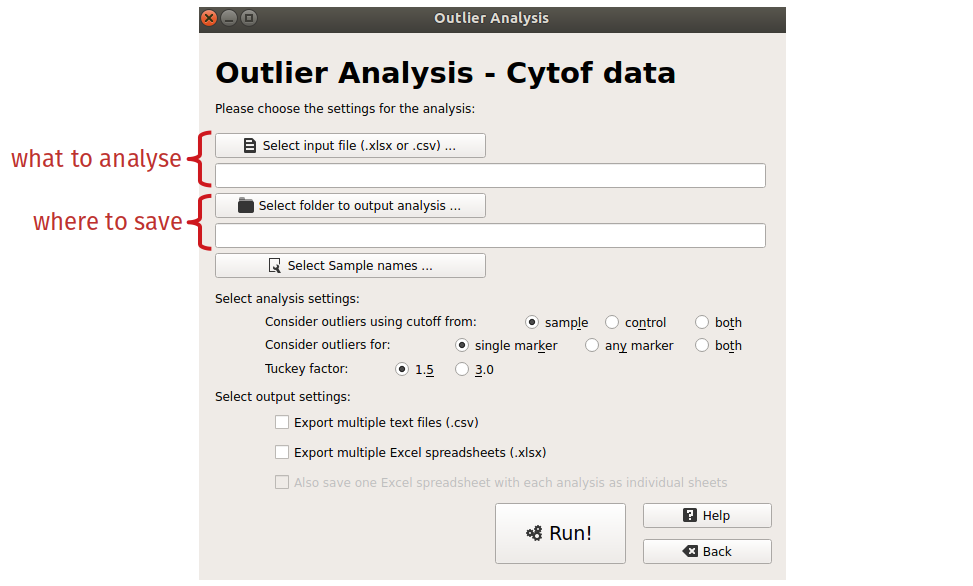 Outlier Analysis
Outlier Analysis - Cytof data
Please choose the settings for the analysis:
what to analyse
Select input file (.xlsx or .csv) ...
where to save
Select folder to output analysis ...
Select Sample names ...
Select analysis settings:
Consider outliers using cutoff from: sample control both
Consider outliers for: single marker any marker both
Tuckey factor: 1.5 3.0
Select output settings:
Export multiple text files (.csv)
Export multiple Excel spreadsheets (.xlsx)
Also save one Excel spreadsheet with each analysis as individual sheets
Run!
Help
Back